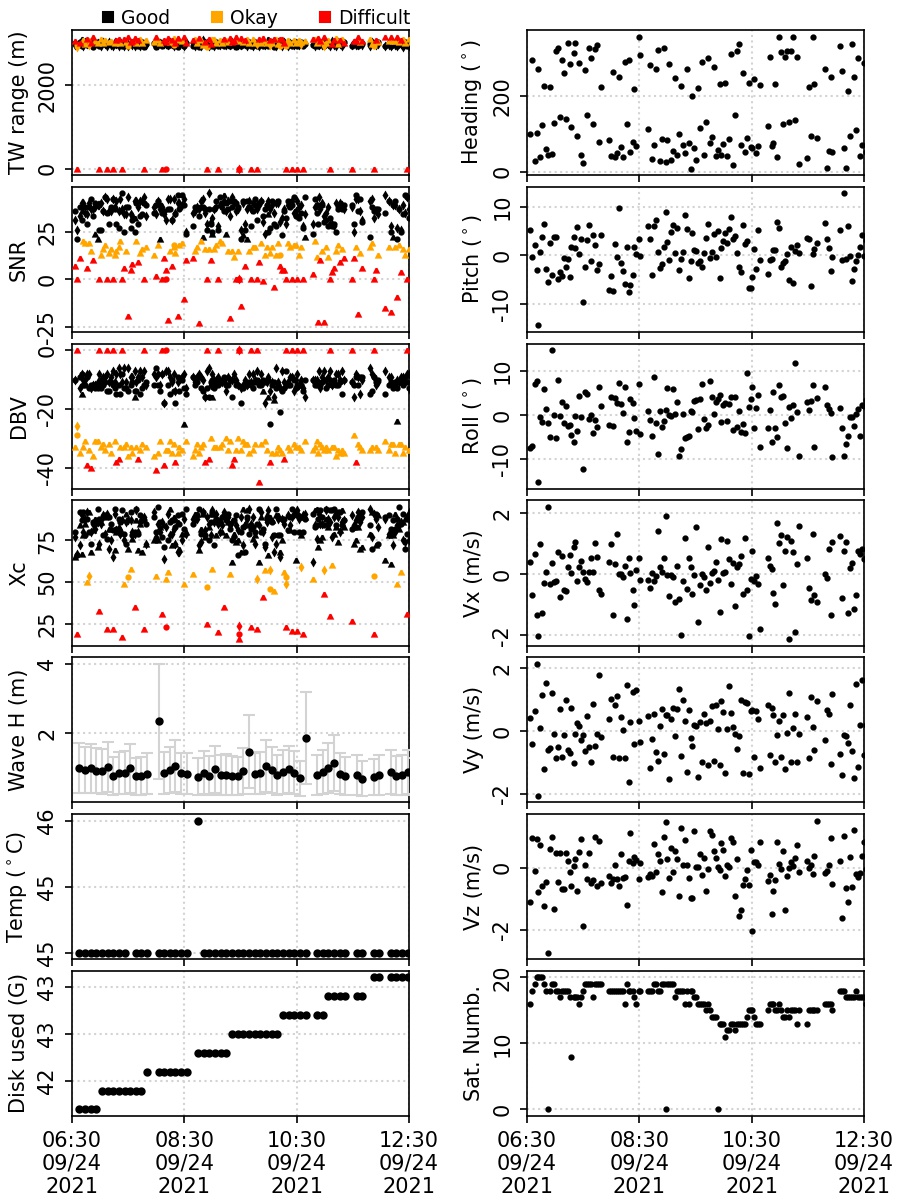 Good Okay Difficult
TW range (m)
2000
0
SNR
25
0
-25
DBV
0
-20
-40
Xc
75
50
25
Wave H (m)
4
2
Temp (°C)
46
45
45
Disk used (G)
43
43
42
06:30 08:30 10:30 12:30
09/24 09/24 09/24 09/24
2021 2021 2021 2021
Heading (°)
200
0
Pitch (°)
10
0
-10
Roll (°)
10
0
-10
Vx (m/s)
2
0
-2
Vy (m/s)
2
0
-2
Vz (m/s)
0
-2
Sat. Numb.
20
10
0
06:30 08:30 10:30 12:30
09/24 09/24 09/24 09/24
2021 2021 2021 2021